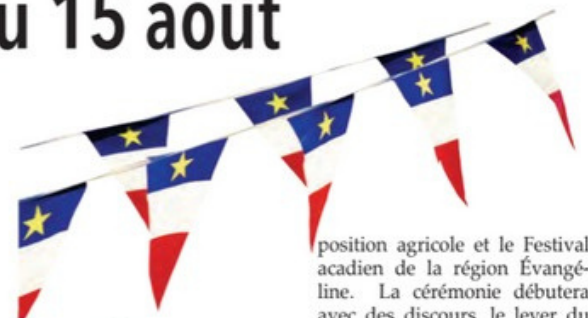 u 15 août
position agricole et le Festival
acadien de la région Évangé-
line. La cérémonie débutera
avec des discours, le lever du